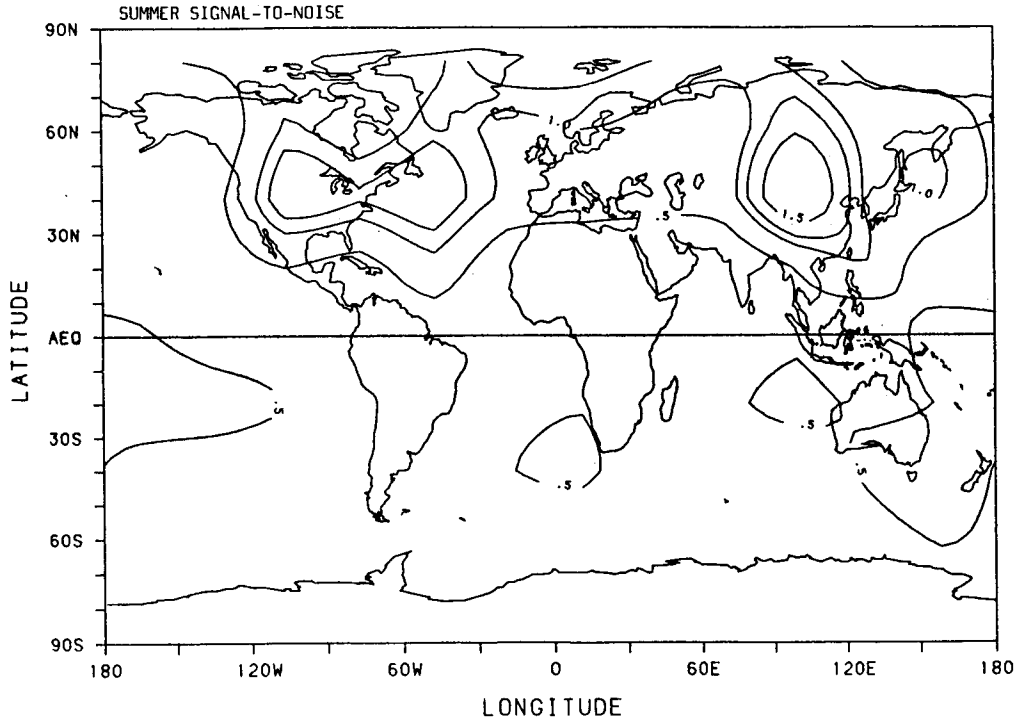 SUMMER SIGNAL-TO-NOISE
90N
60N
30N
AEQ
30S
60S
90S
LATITUDE
1.
1.0
1.5
.5
.5
.5
.5
.5
180 120W 60W 0 60E 120E 180
LONGITUDE